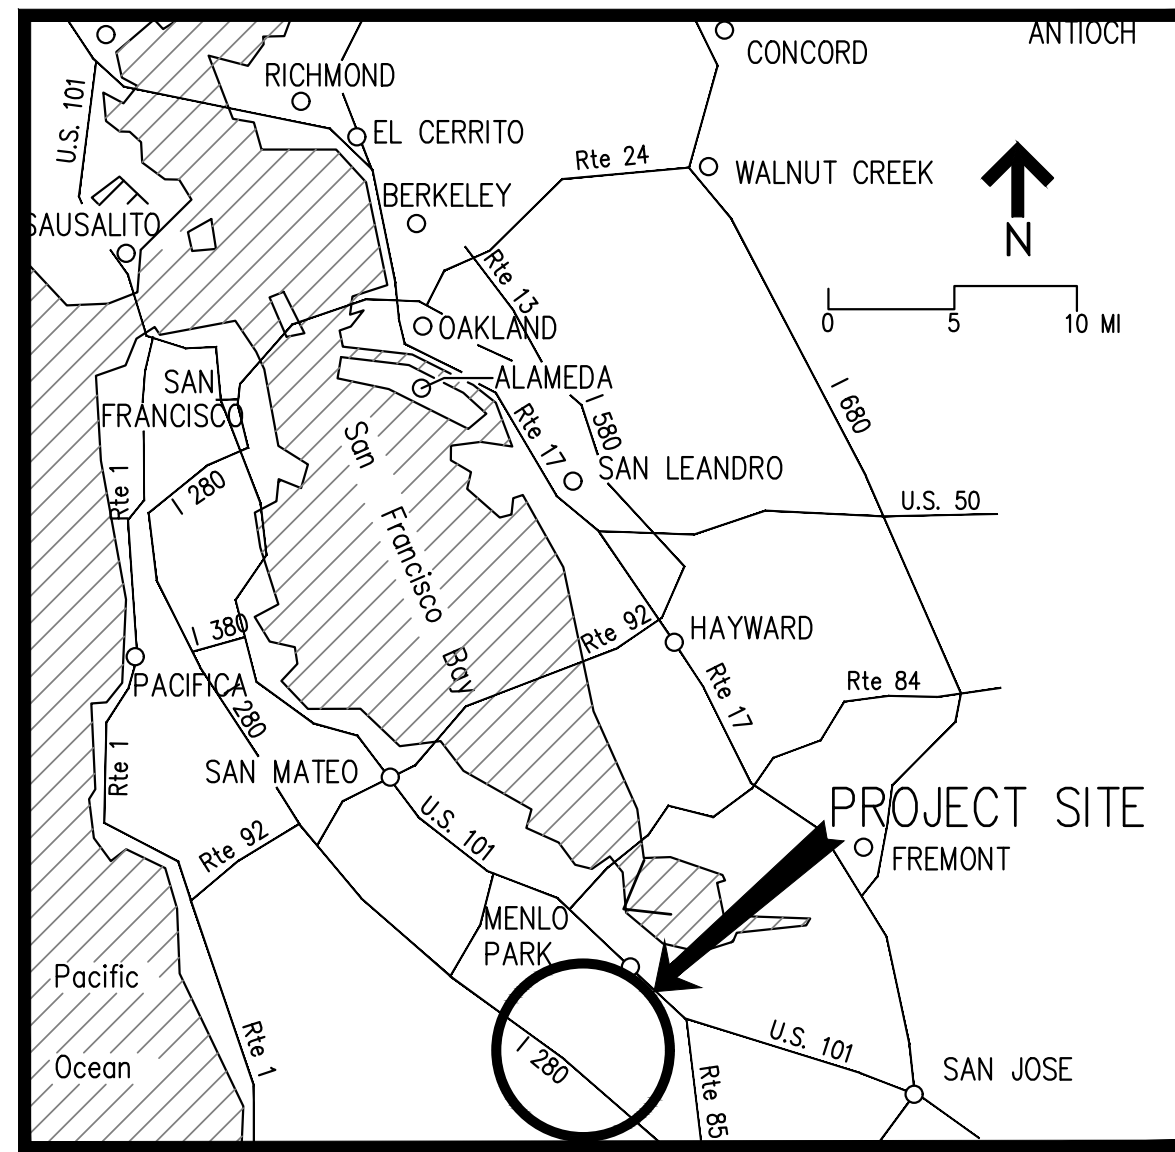 ANTIOCH
CONCORD
RICHMOND
U.S. 101
EL CERRITO
Rte 24
WALNUT CREEK
BERKELEY
SAUSALITO
N
Rte 13
0 5 10 MI
OAKLAND
ALAMEDA
SAN
FRANCISCO
I 680
I 580
Rte 17
San
Francisco
Bay
SAN LEANDRO
Rte 1
I 280
U.S. 50
I 380
Rte 92
HAYWARD
PACIFICA
I 280
Rte 17
Rte 84
Rte 1
SAN MATEO
U.S. 101
PROJECT SITE
Rte 92
FREMONT
MENLO
PARK
Pacific
Ocean
Rte 1
I 280
U.S. 101
Rte 85
SAN JOSE